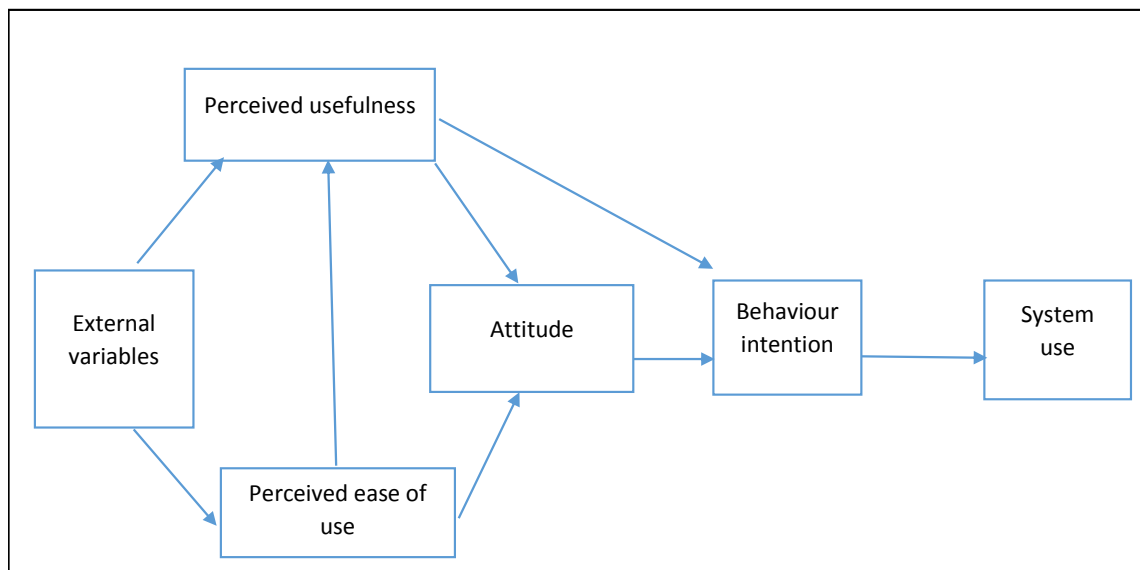 Perceived usefulness
External
variables
Attitude
Behaviour
intention
System
use
Perceived ease of
use